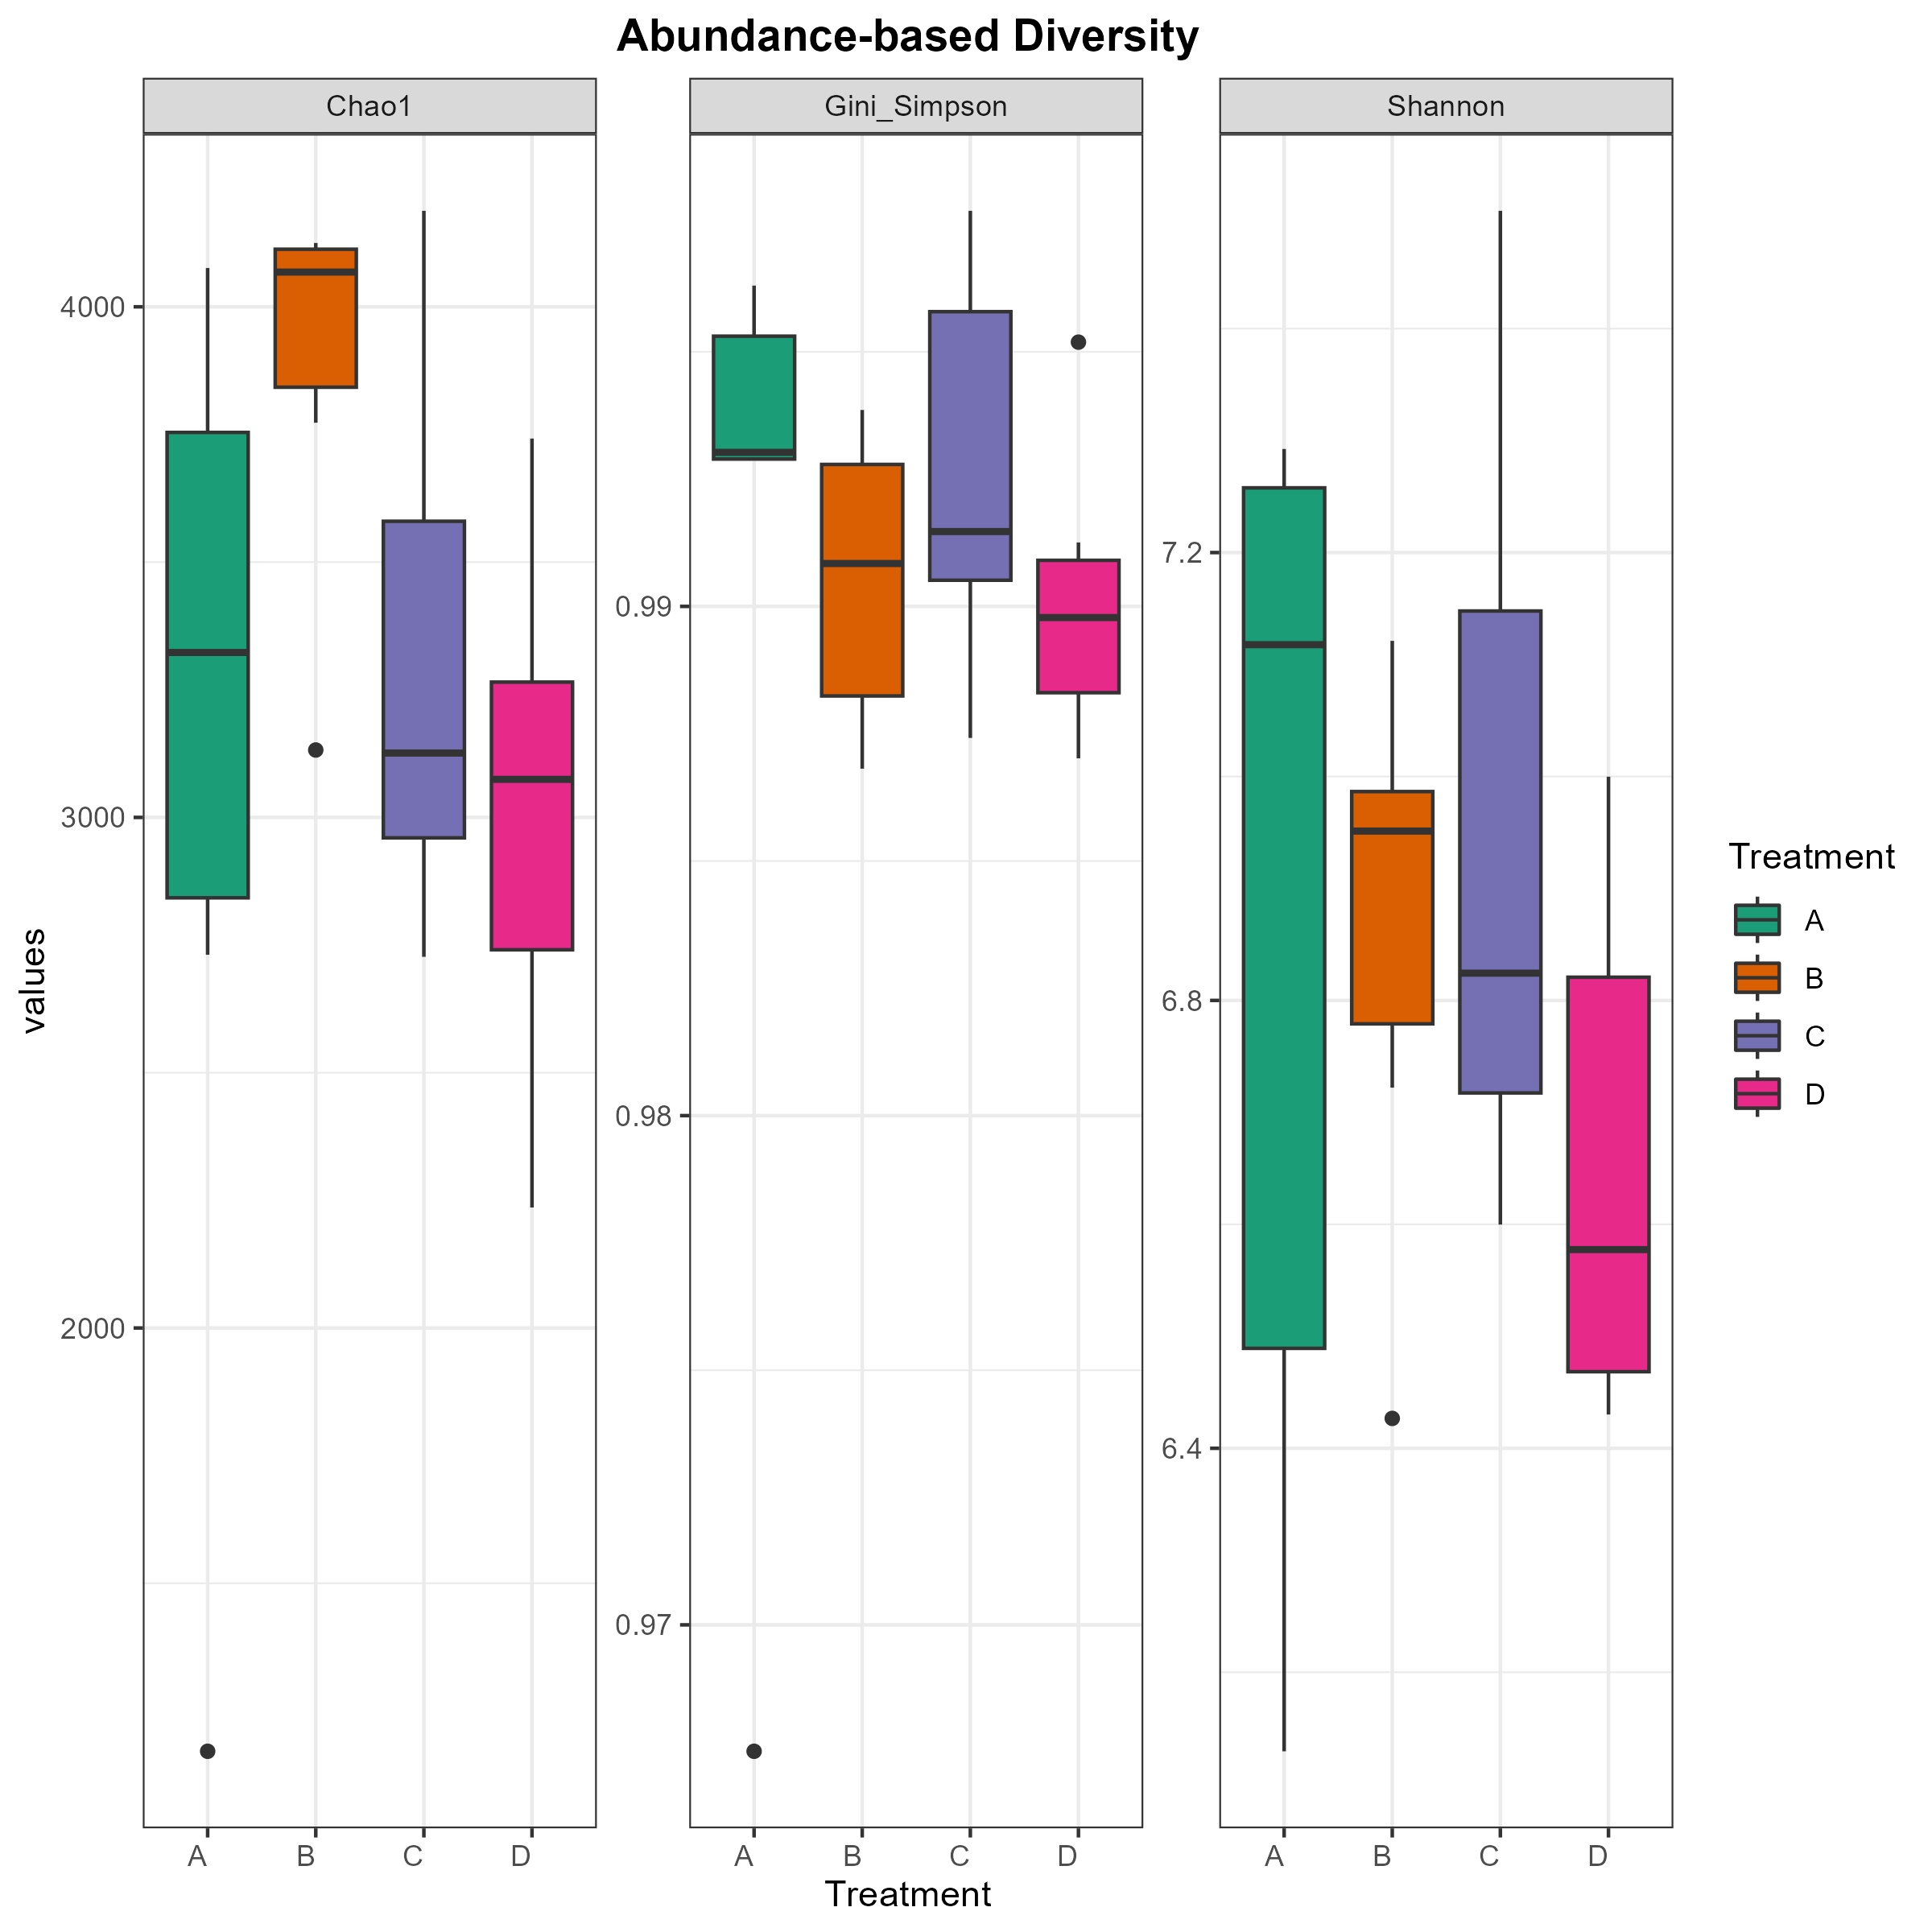 Abundance-based Diversity
Chao1
Gini_Simpson
Shannon
values
4000
3000
2000
0.99
0.98
0.97
7.2
6.8
6.4
A B C D
A B C D
A B C D
Treatment
Treatment
A
B
C
D